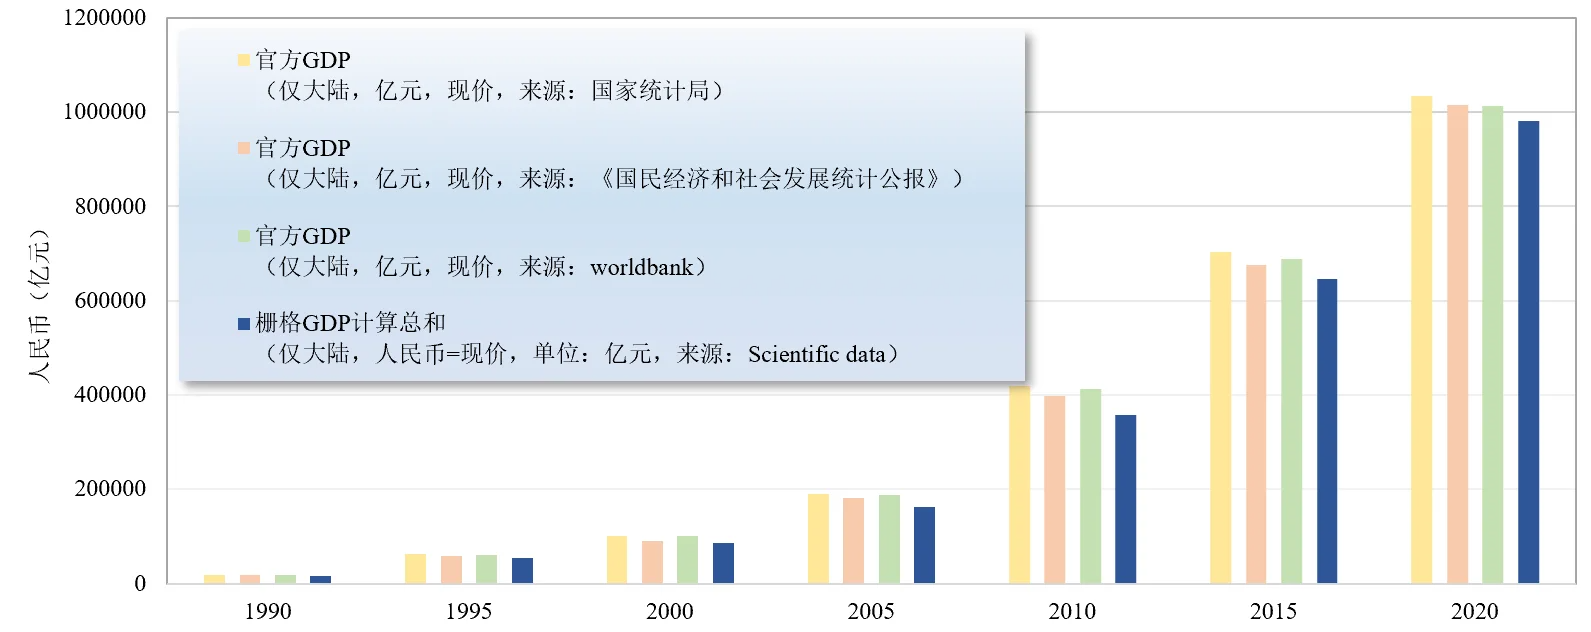 1200000
1000000
800000
600000
400000
200000
0
人民币（亿元）
官方GDP
（仅大陆，亿元，现价，来源：国家统计局）
官方GDP
（仅大陆，亿元，现价，来源：《国民经济和社会发展统计公报》）
官方GDP
（仅大陆，亿元，现价，来源：worldbank）
栅格GDP计算总和
（仅大陆，人民币=现价，单位：亿元，来源：Scientific data）
1990 1995 2000 2005 2010 2015 2020